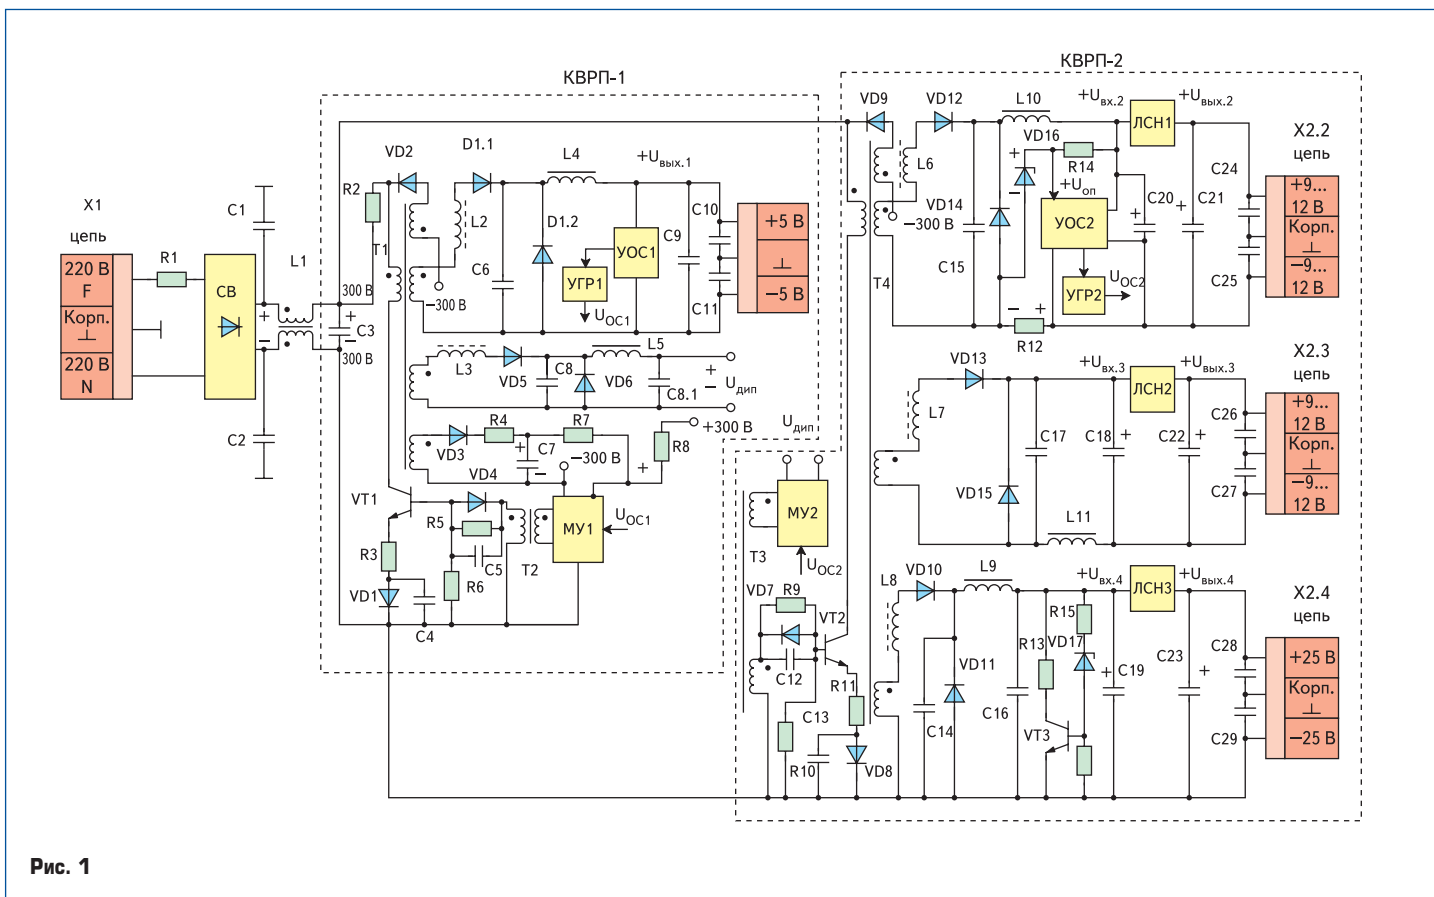 КВРП-1
КВРП-2
X1
цепь
220 В
F
Корп.
⊥
220 В
N
R1
C1
C2
СВ
+
−
L1
300 В
+
C3
−
300 В
R2
VD2
T1
−300 В
L2
D1.1
C6
D1.2
L4
+Uвых.1
УГР1
УОС1
UОС1
C9
C10
C11
+5 В
⊥
−5 В
L3
VD5
C8
VD6
L5
C8.1
+
−
Uдип
VD3
R4
+
C7
−
R7
−300 В
+
R8
+300 В
VT1
VD4
R5
C5
R6
R3
VD1
C4
T2
МУ1
UОС1
Uдип
МУ2
UОС2
T3
VD7
R9
C12
VT2
R11
C13
R10
VD8
VD9
VD12
L6
−300 В
T4
L10
+Uвх.2
ЛСН1
+Uвых.2
VD16
+
−
R14
+Uоп
VD14
C15
УОС2
УГР2
UОС2
+
R12
+
C20
+
C21
C24
C25
X2.2
цепь
+9...
12 В
Корп.
⊥
−9...
12 В
L7
VD13
VD15
C17
C18
+
L11
+Uвх.3
ЛСН2
+Uвых.3
C22
+
C26
C27
X2.3
цепь
+9...
12 В
Корп.
⊥
−9...
12 В
L8
VD10
L9
C14
VD11
C16
R13
R15
VD17
VT3
+
C19
+Uвх.4
ЛСН3
+Uвых.4
C23
+
C28
C29
X2.4
цепь
+25 В
Корп.
⊥
−25 В
Рис. 1